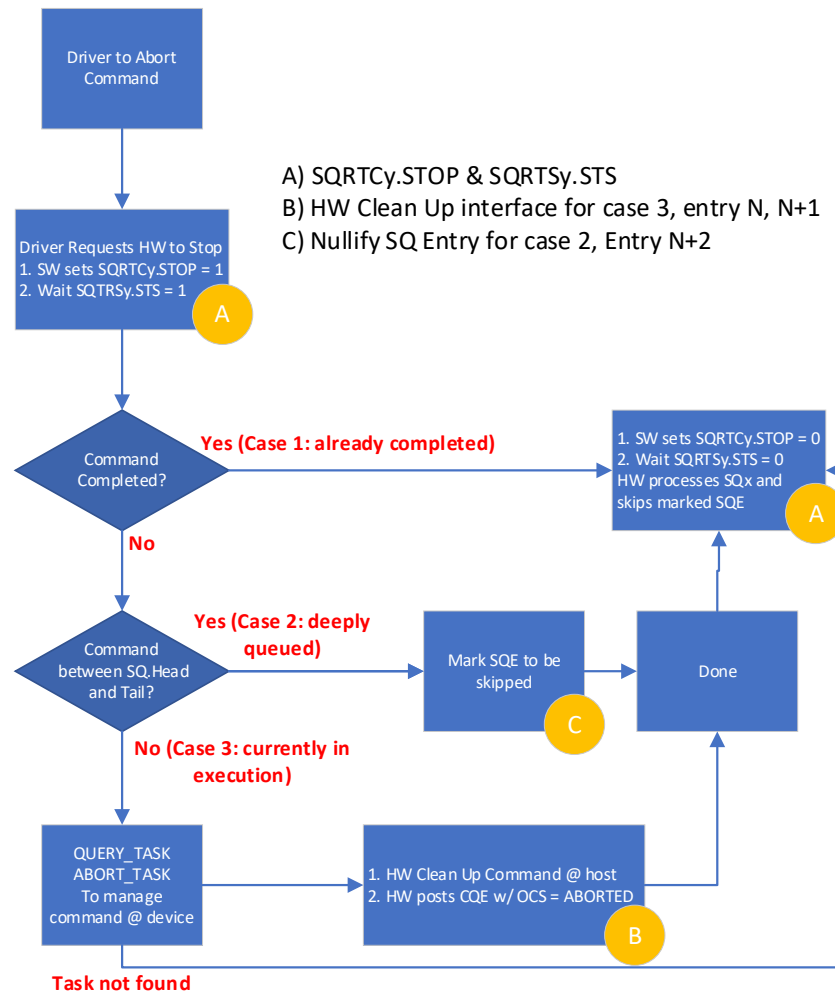 Driver to Abort
Command
A) SQRTCy.STOP & SQRTSy.STS
B) HW Clean Up interface for case 3, entry N, N+1
C) Nullify SQ Entry for case 2, Entry N+2
Driver Requests HW to Stop
1. SW sets SQRTCy.STOP = 1
2. Wait SQTRSy.STS = 1
A
Command
Completed?
Yes (Case 1: already completed)
1. SW sets SQRTCy.STOP = 0
2. Wait SQRTSy.STS = 0
HW processes SQx and
skips marked SQE
A
No
Command
between SQ.Head
and Tail?
Yes (Case 2: deeply
queued)
Mark SQE to be
skipped
C
Done
No (Case 3: currently in
execution)
QUERY_TASK
ABORT_TASK
To manage
command @ device
1. HW Clean Up Command @ host
2. HW posts CQE w/ OCS = ABORTED
B
Task not found